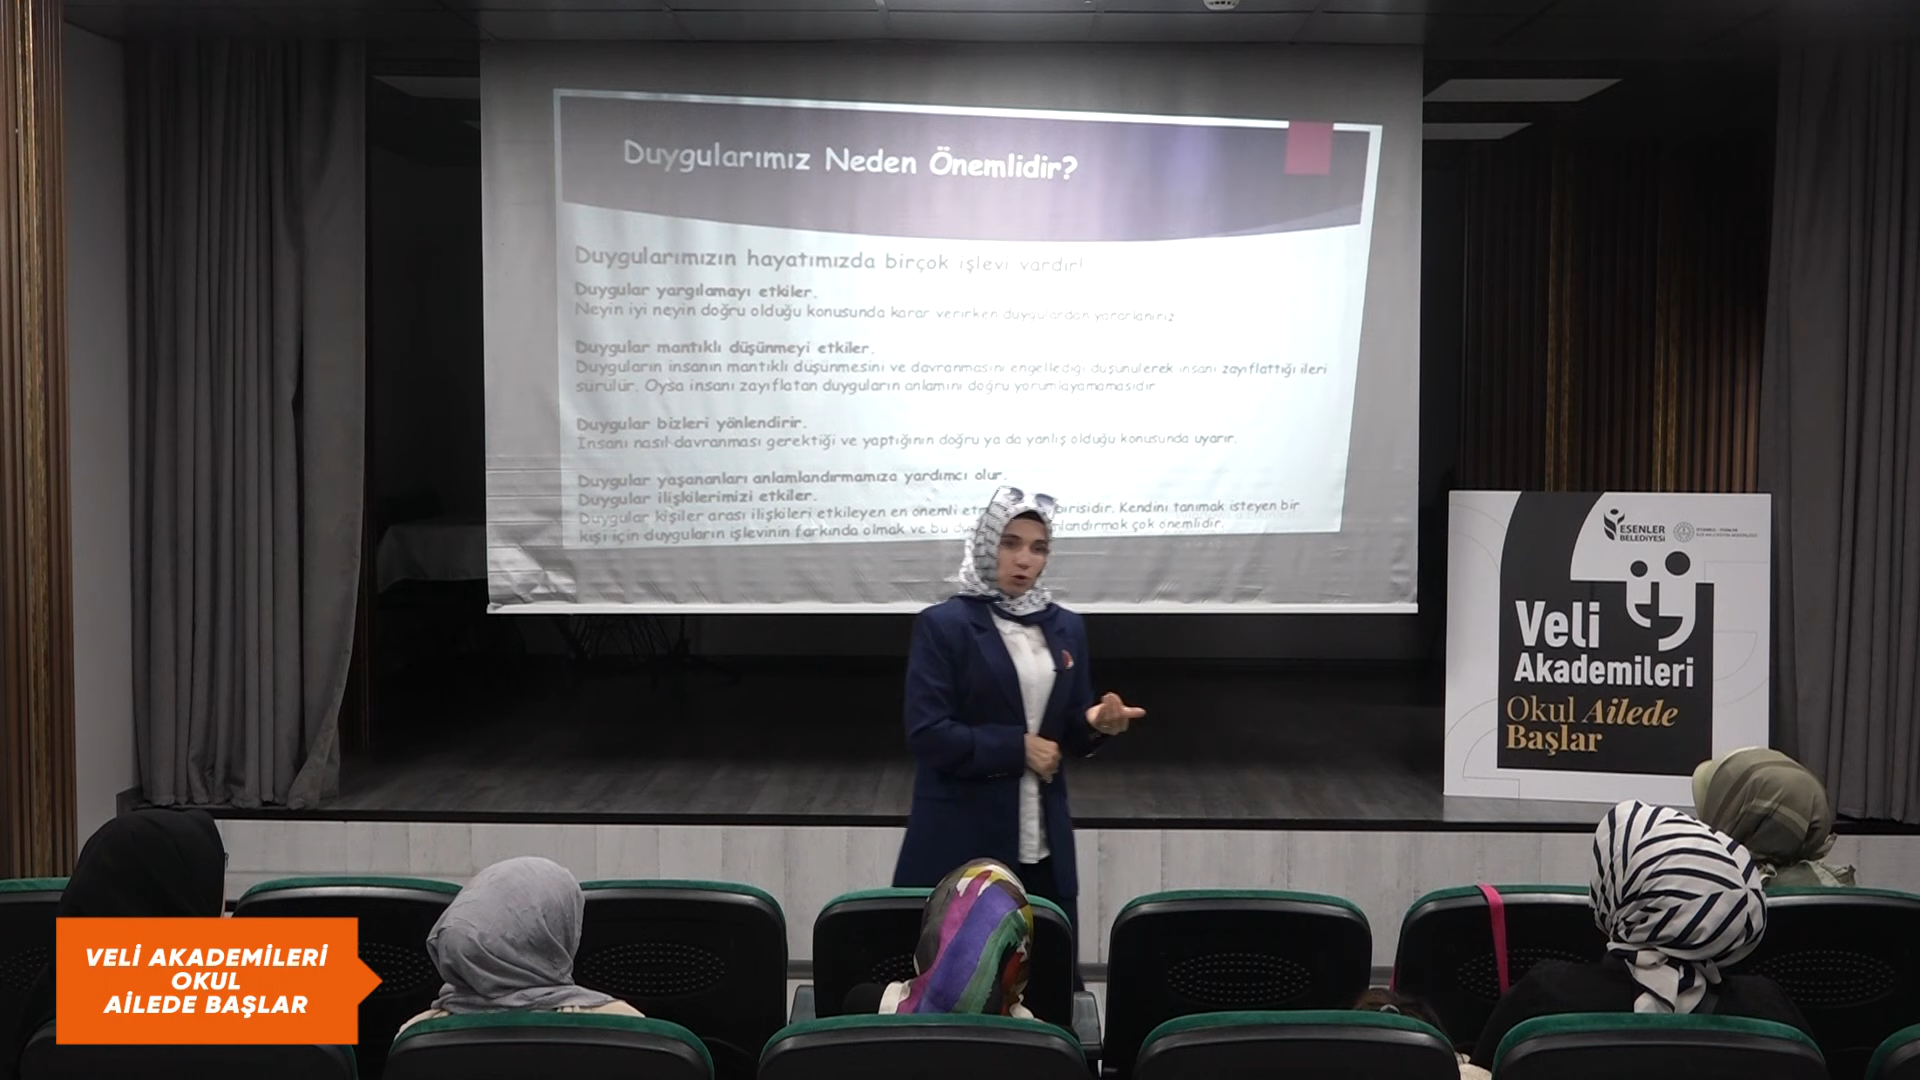 Duygularımız Neden Önemlidir?
Duygularımızın hayatımızda birçok işlevi vardır!
Duygular yargılamayı etkiler.
Neyin iyi neyin doğru olduğu konusunda karar verirken duygulardan yararlanırız
Duygular mantıklı düşünmeyi etkiler.
Duyguların insanın mantıklı düşünmesini ve davranmasını engellediği düşünülerek insanı zayıflattığı ileri
sürülür. Oysa insanı zayıflatan duyguların anlamını doğru yorumlayamamasıdır
Duygular bizleri yönlendirir.
İnsanı nasıl davranması gerektiği ve yaptığının doğru ya da yanlış olduğu konusunda uyarır.
Duygular yaşananları anlamlandırmamıza yardımcı olur.
Duygular ilişkilerimizi etkiler.
Duygular kişiler arası ilişkileri etkileyen en önemli birisidir. Kendini tanımak isteyen bir
kişi için duyguların işlevinin farkında olmak ve bu çok önemlidir.
ESENLER
BELEDİYESİ
Veli
Akademileri
Okul Ailede
Başlar
VELİ AKADEMİLERİ
OKUL
AİLEDE BAŞLAR